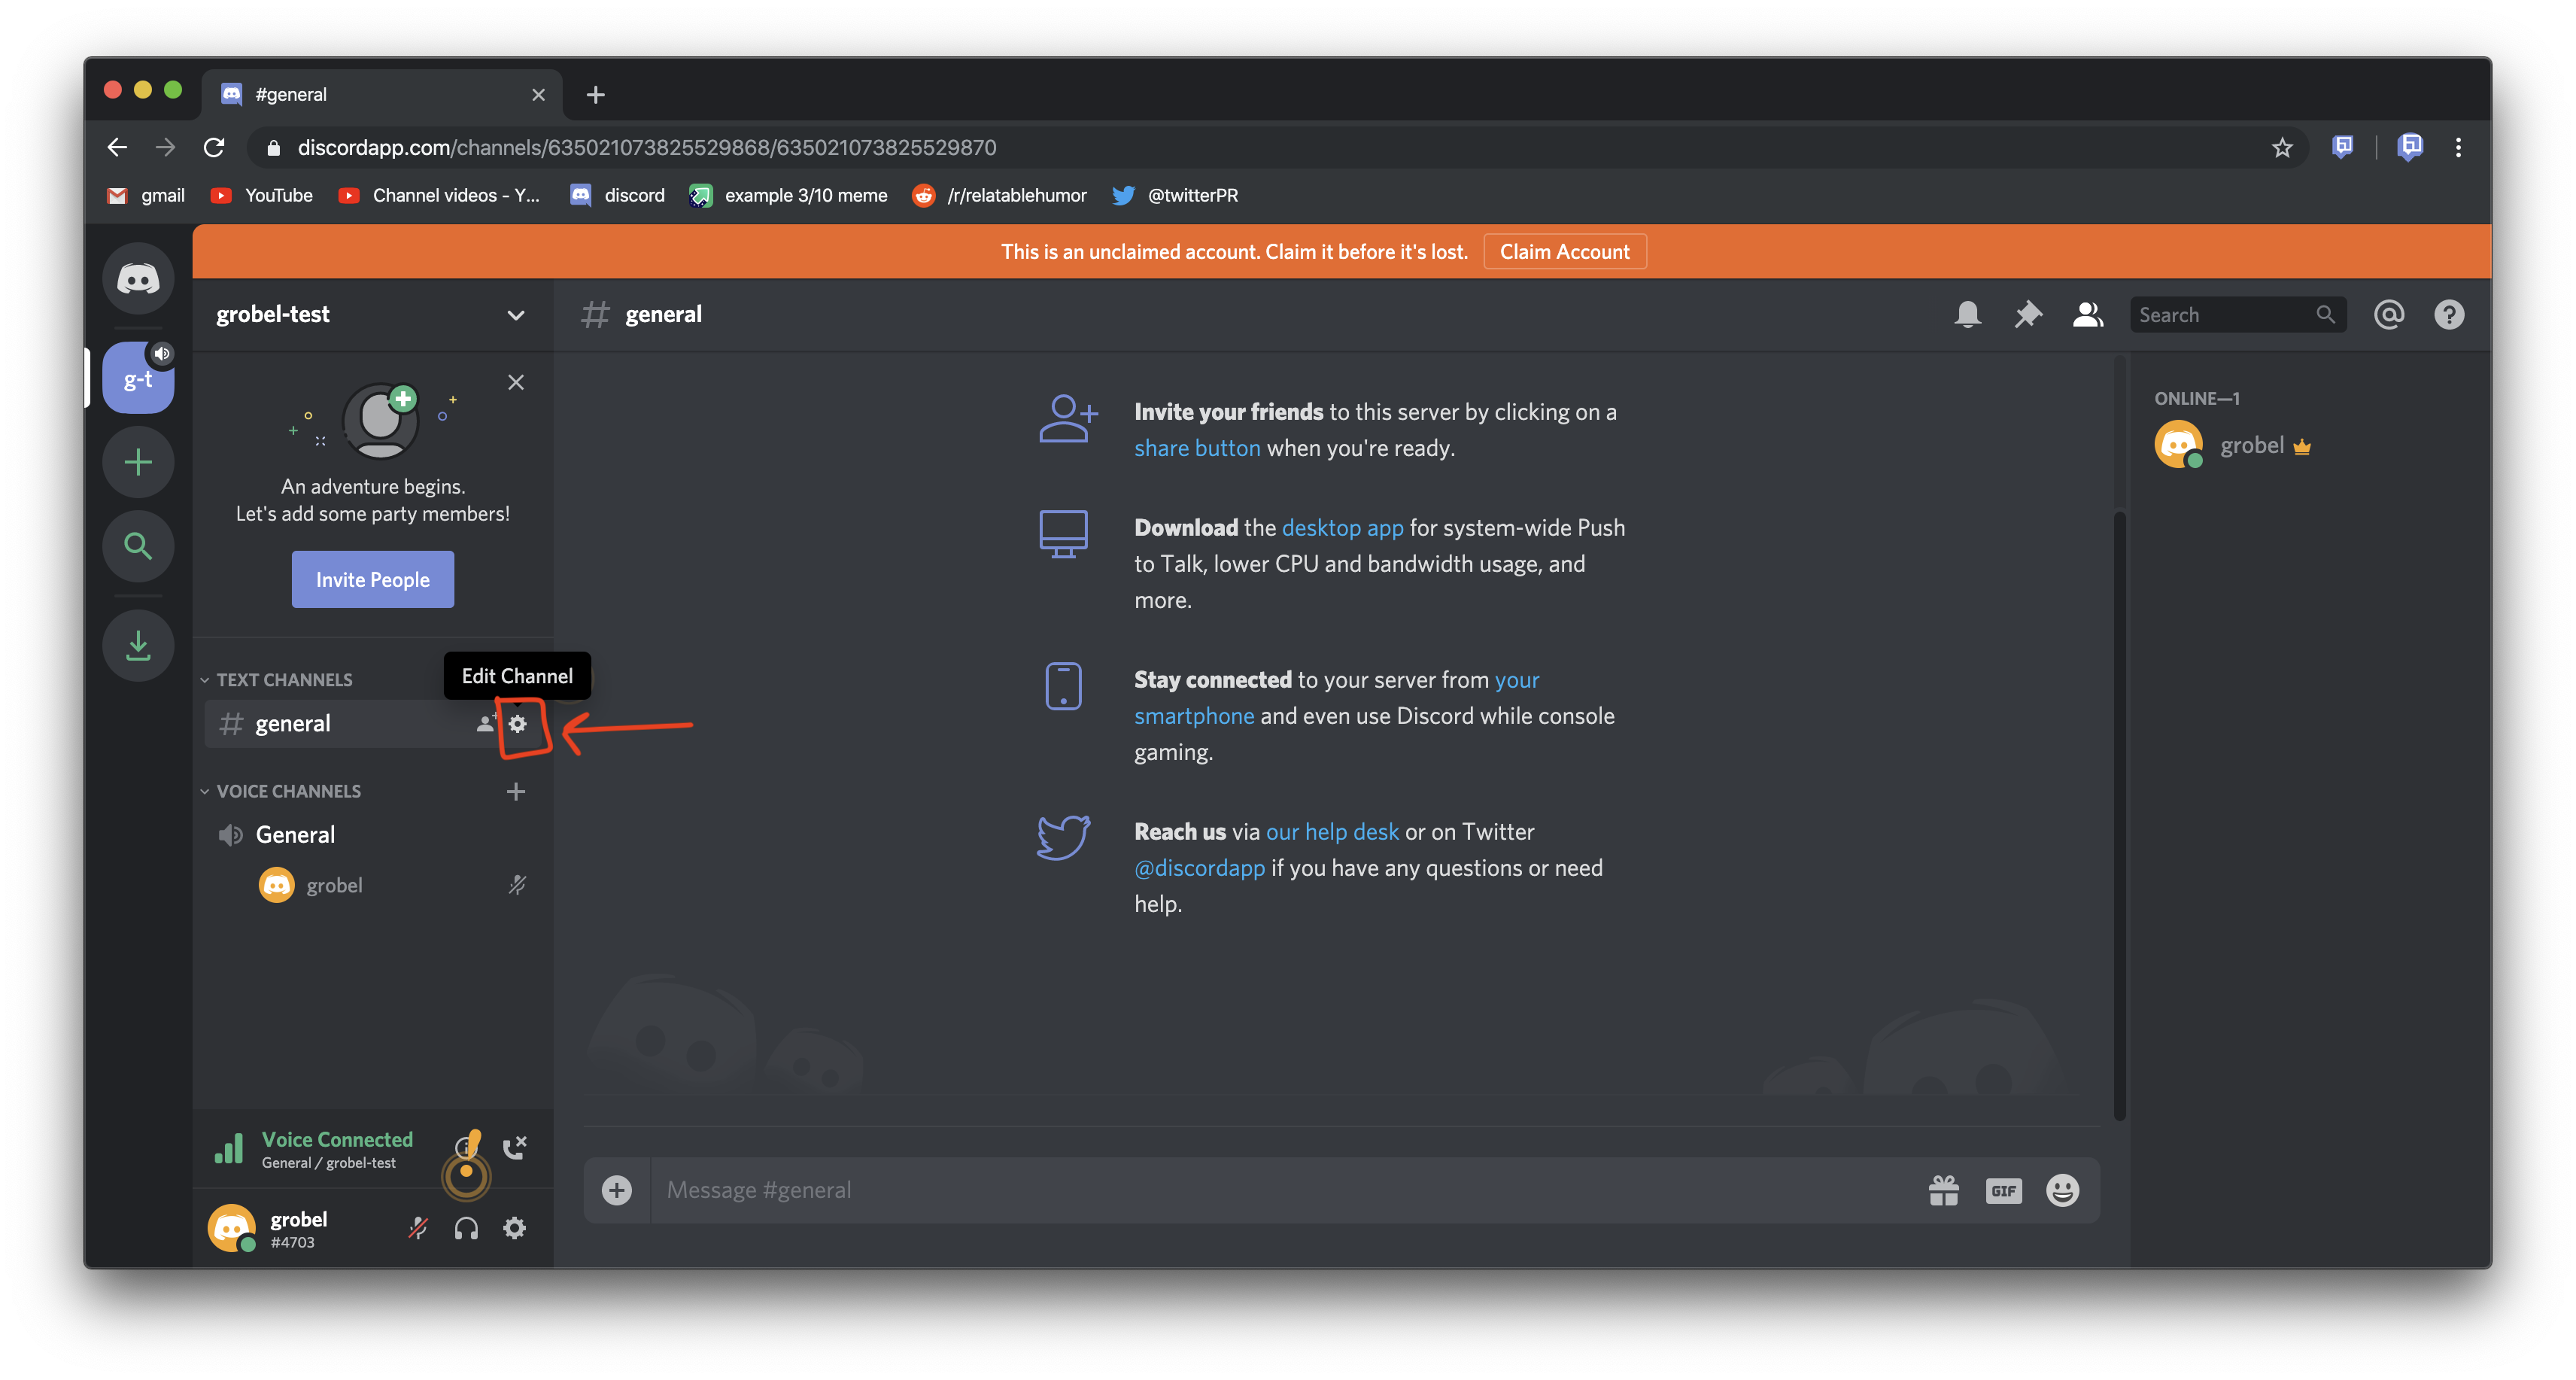 #general
discordapp.com/channels/635021073825529868/635021073825529870
gmail
YouTube
Channel videos - Y...
discord
example 3/10 meme
/r/relatablehumor
@twitterPR
This is an unclaimed account. Claim it before it's lost.
Claim Account
grobel-test
general
Search
g-t
An adventure begins.
Let's add some party members!
Invite People
Edit Channel
TEXT CHANNELS
general
VOICE CHANNELS
General
grobel
Voice Connected
General / grobel-test
grobel
#4703
Invite your friends to this server by clicking on a
share button when you're ready.
Download the desktop app for system-wide Push
to Talk, lower CPU and bandwidth usage, and
more.
Stay connected to your server from your
smartphone and even use Discord while console
gaming.
Reach us via our help desk or on Twitter
@discordapp if you have any questions or need
help.
Message #general
GIF
ONLINE—1
grobel